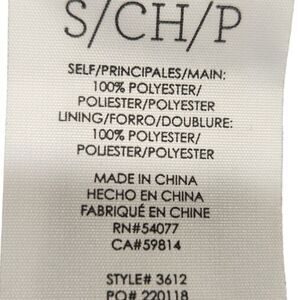 S/CH/P
SELF/PRINCIPALES/MAIN:
100% POLYESTER/
POLIESTER/POLYESTER
LINING/FORRO/DOUBLURE:
100% POLYESTER/
POLIESTER/POLYESTER
MADE IN CHINA
HECHO EN CHINA
FABRIQUÉ EN CHINE
RN#54077
CA#59814
STYLE# 3612
PO# 220118